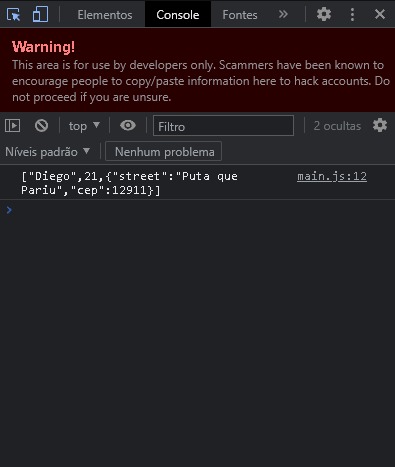 Elementos Console Fontes »
Warning!
This area is for use by developers only. Scammers have been known to
encourage people to copy/paste information here to hack accounts. Do
not proceed if you are unsure.
top ▼ Filtro 2 ocultas
Níveis padrão ▼ Nenhum problema
["Diego",21,{"street":"Puta que main.js:12
Pariu","cep":12911}]
>